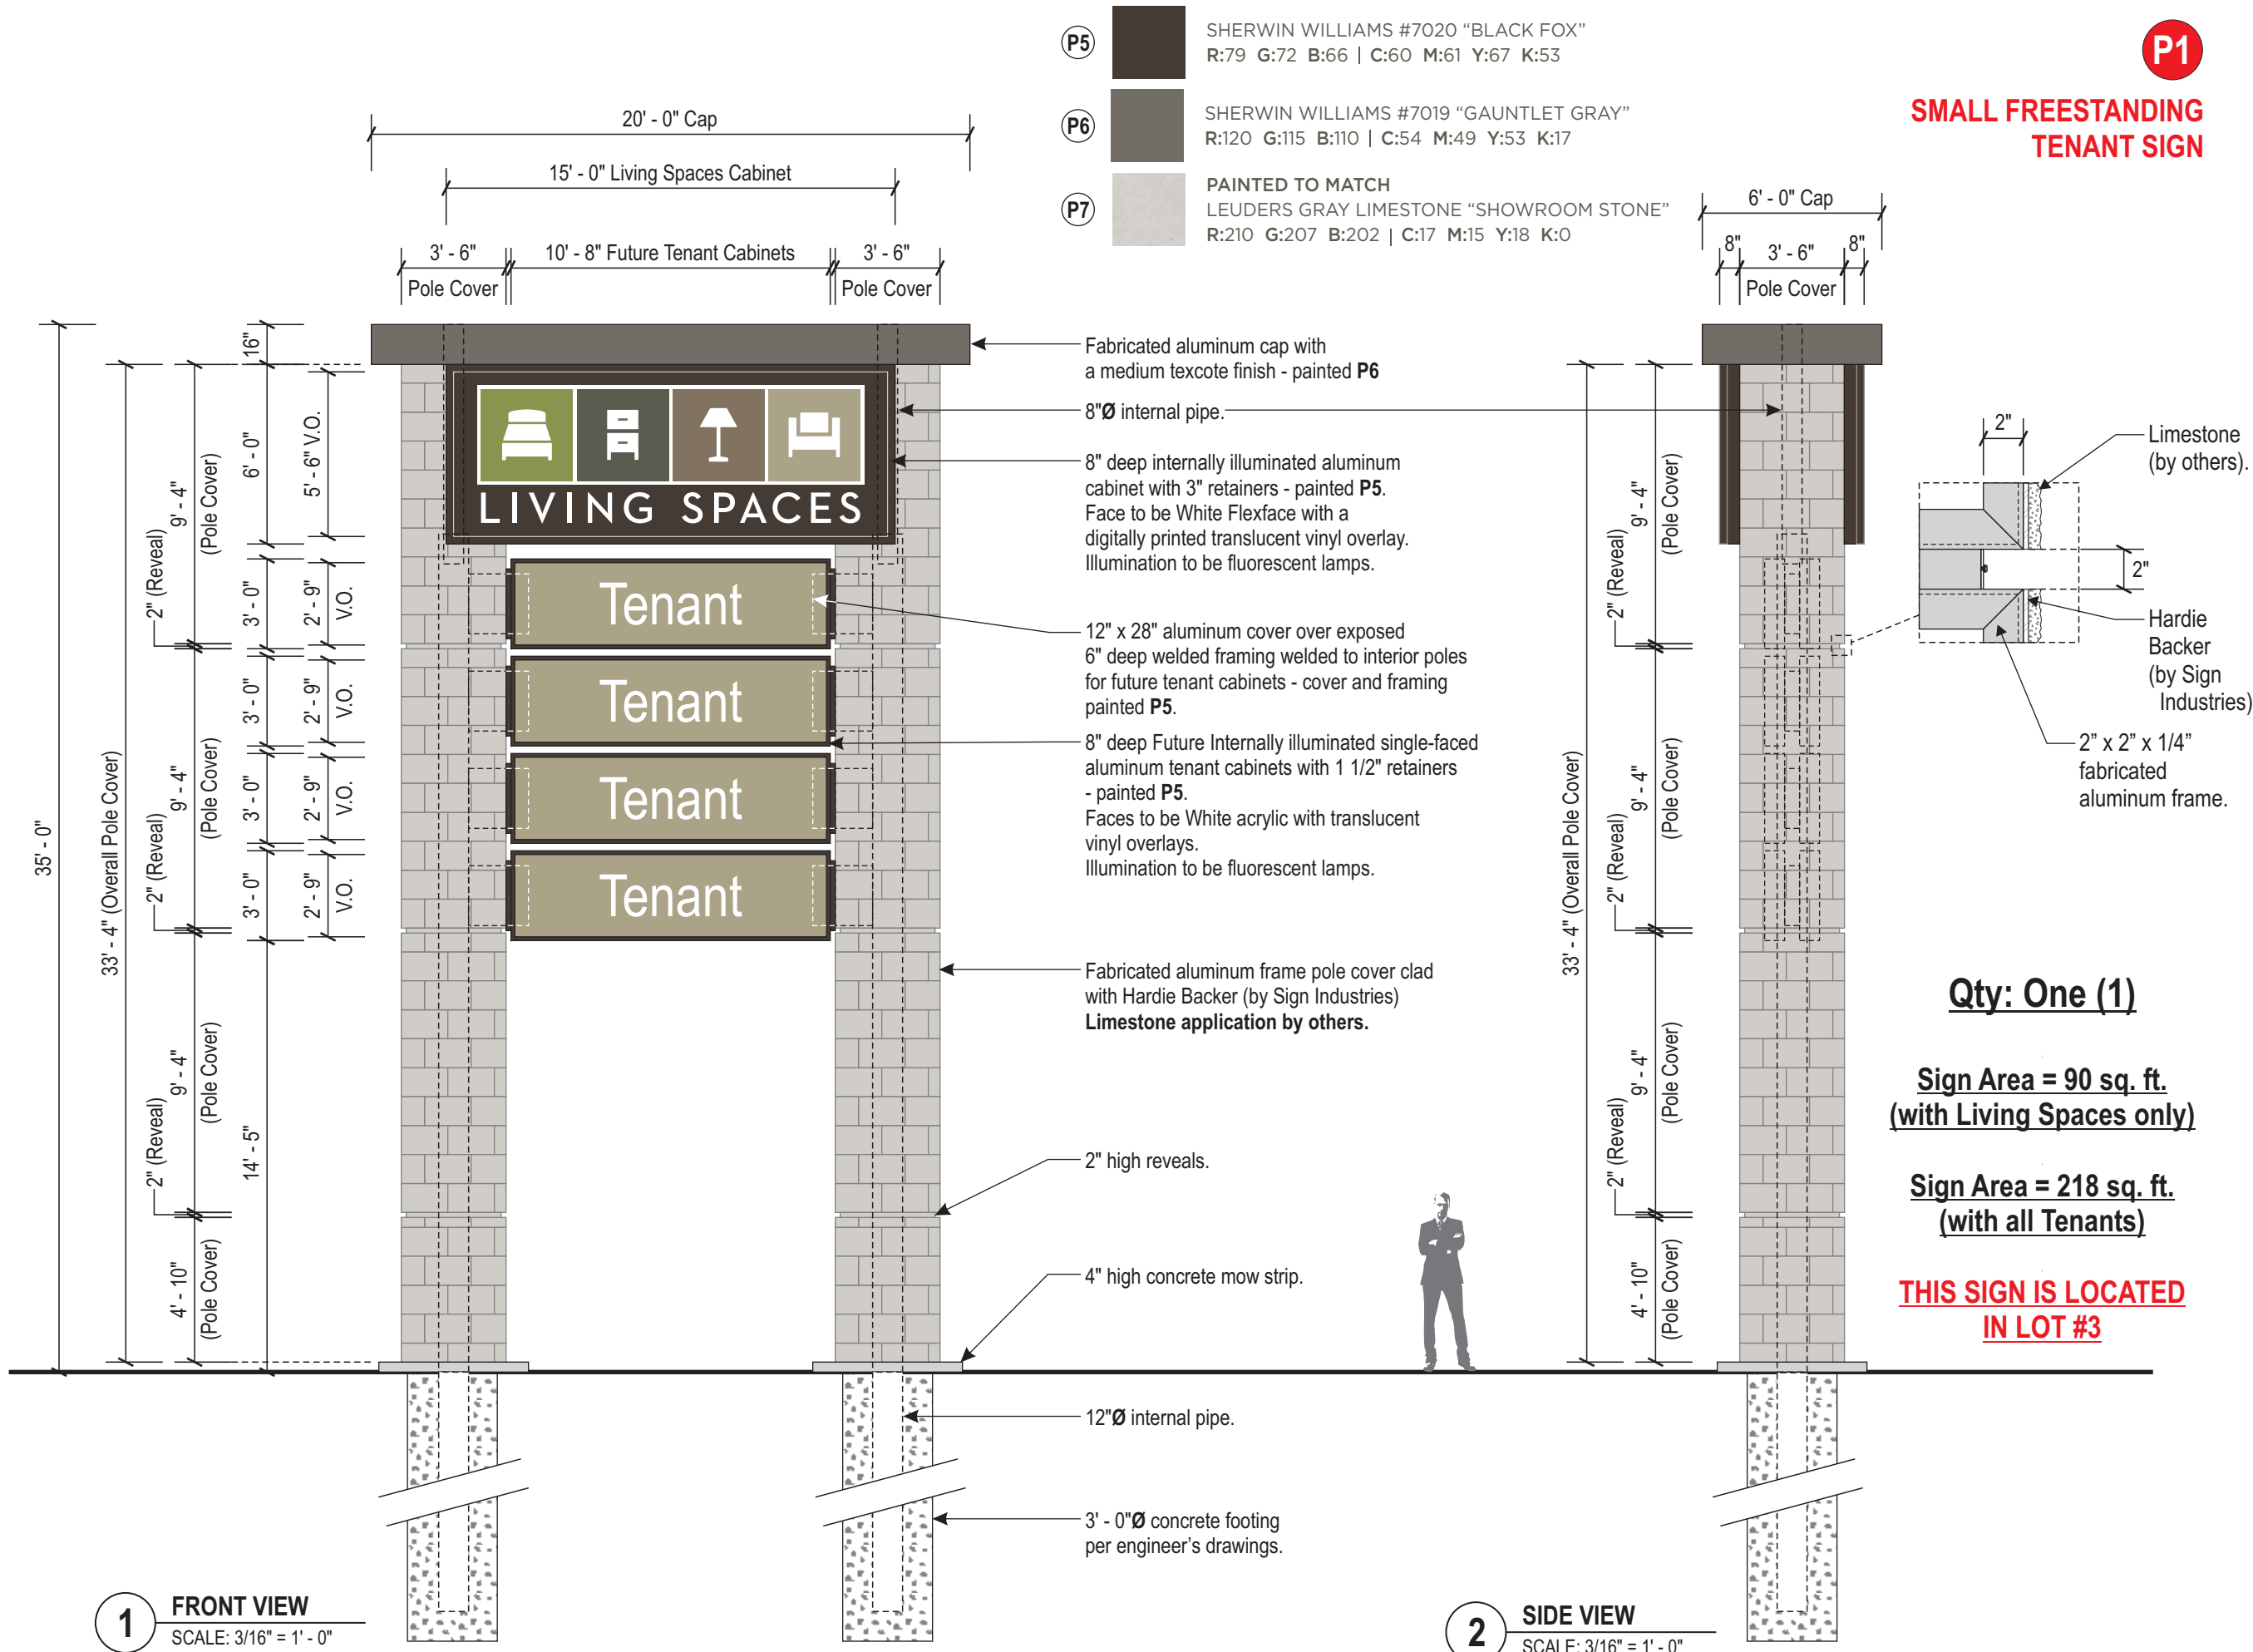 P5
SHERWIN WILLIAMS #7020 “BLACK FOX”
R:79 G:72 B:66 | C:60 M:61 Y:67 K:53
P6
SHERWIN WILLIAMS #7019 “GAUNTLET GRAY”
R:120 G:115 B:110 | C:54 M:49 Y:53 K:17
P7
PAINTED TO MATCH
LEUDERS GRAY LIMESTONE “SHOWROOM STONE”
R:210 G:207 B:202 | C:17 M:15 Y:18 K:0
P1
SMALL FREESTANDING
TENANT SIGN
20' - 0" Cap
15' - 0" Living Spaces Cabinet
3' - 6"
Pole Cover
10' - 8" Future Tenant Cabinets
3' - 6"
Pole Cover
35' - 0"
33' - 4" (Overall Pole Cover)
9' - 4"
(Pole Cover)
2" (Reveal)
9' - 4"
(Pole Cover)
2" (Reveal)
9' - 4"
(Pole Cover)
2" (Reveal)
4' - 10"
(Pole Cover)
16"
6' - 0"
3' - 0"
3' - 0"
3' - 0"
3' - 0"
14' - 5"
5' - 6" V.O.
2' - 9"
V.O.
2' - 9"
V.O.
2' - 9"
V.O.
2' - 9"
V.O.
LIVING SPACES
Tenant
Tenant
Tenant
Tenant
Fabricated aluminum cap with
a medium texcote finish - painted P6
8"Ø internal pipe.
8" deep internally illuminated aluminum
cabinet with 3" retainers - painted P5.
Face to be White Flexface with a
digitally printed translucent vinyl overlay.
Illumination to be fluorescent lamps.
12" x 28" aluminum cover over exposed
6" deep welded framing welded to interior poles
for future tenant cabinets - cover and framing
painted P5.
8" deep Future Internally illuminated single-faced
aluminum tenant cabinets with 1 1/2" retainers
- painted P5.
Faces to be White acrylic with translucent
vinyl overlays.
Illumination to be fluorescent lamps.
Fabricated aluminum frame pole cover clad
with Hardie Backer (by Sign Industries)
Limestone application by others.
2" high reveals.
4" high concrete mow strip.
12"Ø internal pipe.
3' - 0"Ø concrete footing
per engineer’s drawings.
6' - 0" Cap
8"
3' - 6"
8"
Pole Cover
33' - 4" (Overall Pole Cover)
9' - 4"
(Pole Cover)
2" (Reveal)
9' - 4"
(Pole Cover)
2" (Reveal)
9' - 4"
(Pole Cover)
2" (Reveal)
4' - 10"
(Pole Cover)
2"
Limestone
(by others).
2"
Hardie
Backer
(by Sign
Industries)
2” x 2” x 1/4”
fabricated
aluminum frame.
Qty: One (1)
Sign Area = 90 sq. ft.
(with Living Spaces only)
Sign Area = 218 sq. ft.
(with all Tenants)
THIS SIGN IS LOCATED
IN LOT #3
1
FRONT VIEW
SCALE: 3/16" = 1' - 0"
2
SIDE VIEW
SCALE: 3/16" = 1' - 0"